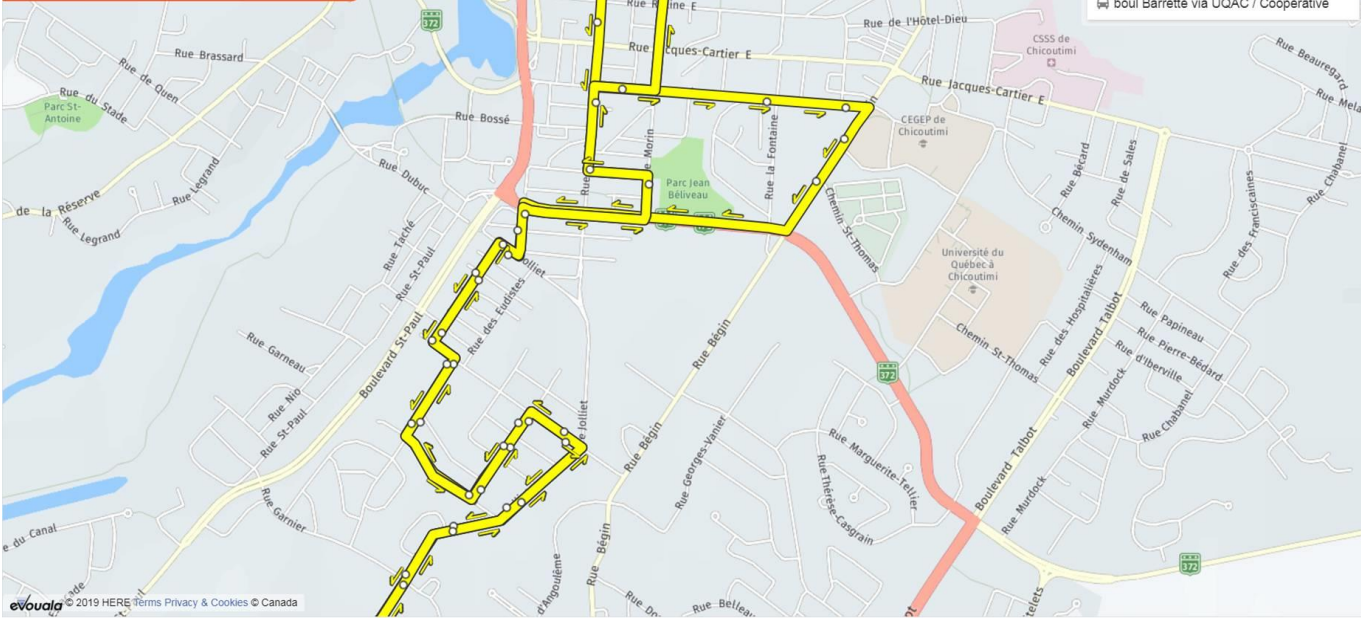 boul Barrette via UQAC / Coopérative
Rue de l'Hôtel-Dieu
372
CSSS de
Chicoutimi
Rue Beauregard
Rue Brassard
Rue Jacques-Cartier E
Rue de Quen
Rue du Stade
Rue Jacques-Cartier E
Parc St-
Antoine
Rue Bossé
CEGEP de
Chicoutimi
Rue Legrand
Rue Dubuc
Morin
Rue la Fontaine
Rue Bécard
Rue de Sales
Rue Chabanel
Parc Jean
Béliveau
de la Réserve
Rue Legrand
Rue Taché
Rue St-Paul
Chemin St-Thomas
Chemin Sydenham
Rue des Franciscaines
Université du
Québec à
Chicoutimi
Jolliet
Rue des Eudistes
Boulevard St-Paul
Rue Garneau
Rue Bégin
Rue des Hospitalières
Boulevard Talbot
Rue Papineau
Rue Pierre-Bédard
Rue d'Iberville
Chemin St-Thomas
372
Rue Nio
Rue St-Paul
Jolliet
Rue Bégin
Rue Georges-Vanier
Rue Marguerite-Tellier
Rue Thérèse-Casgrain
Rue Murdock
Rue Chabanel
Boulevard Talbot
Rue Murdock
Rue Garnier
du Canal
Rue Bégin
d'Angoulême
372
Rue Belleau
evouala © 2019 HERE Terms Privacy & Cookies © Canada